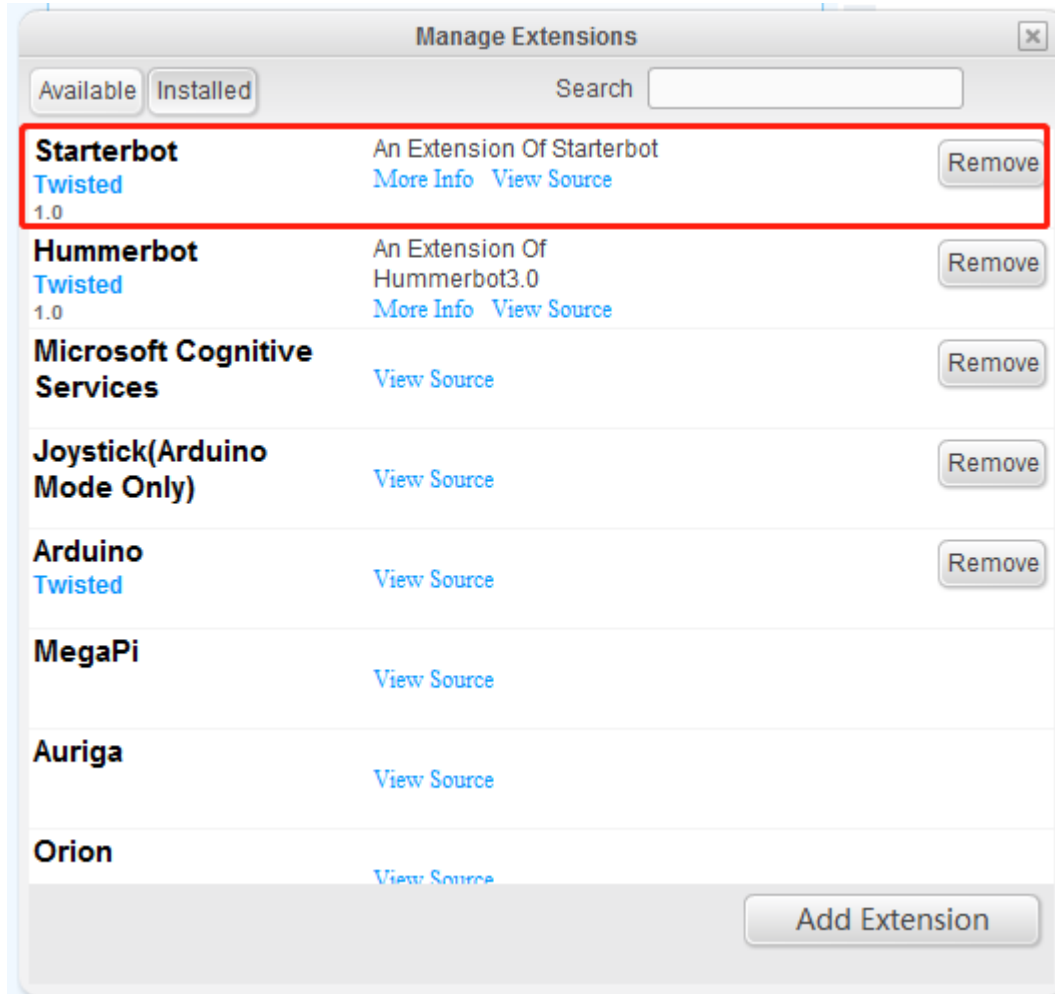 Manage Extensions
Available Installed Search
Starterbot An Extension Of Starterbot Remove
Twisted More Info View Source
1.0
Hummerbot An Extension Of Remove
Twisted Hummerbot3.0
1.0 More Info View Source
Microsoft Cognitive Remove
Services View Source
Joystick(Arduino Remove
Mode Only) View Source
Arduino Remove
Twisted View Source
MegaPi
View Source
Auriga
View Source
Orion
View Source
Add Extension